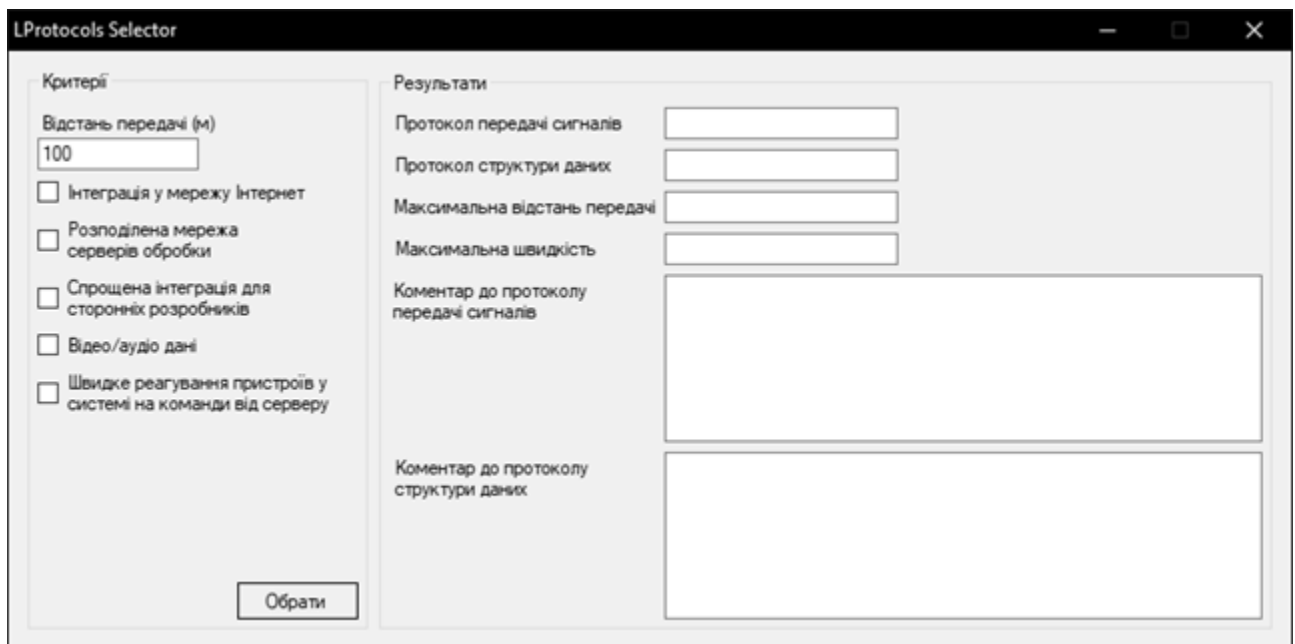 LProtocols Selector
Критерії
Відстань передачі (м)
100
Інтеграція у мережу Інтернет
Розподілена мережа
серверів обробки
Спрощена інтеграція для
сторонніх розробників
Відео/аудіо дані
Швидке реагування пристроїв у
системі на команди від серверу
Обрати
Результати
Протокол передачі сигналів
Протокол структури даних
Максимальна відстань передачі
Максимальна швидкість
Коментар до протоколу
передачі сигналів
Коментар до протоколу
структури даних